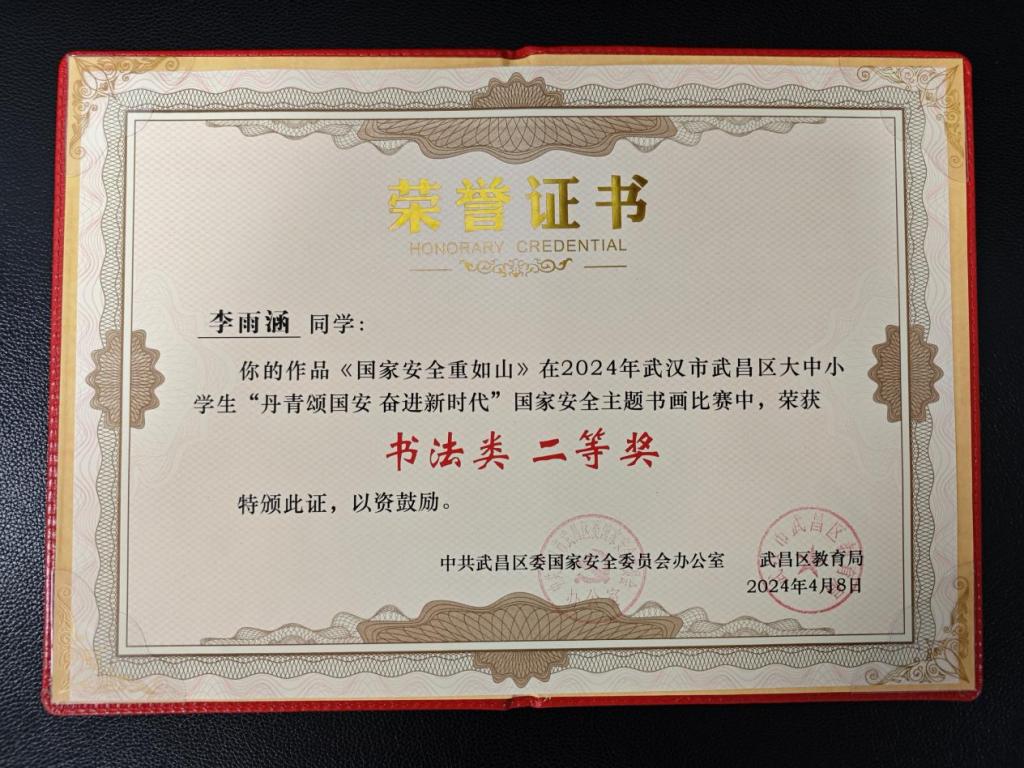 荣誉证书
HONORARY CREDENTIAL
李雨涵 同学:
你的作品《国家安全重如山》在2024年武汉市武昌区大中小
学生“丹青颂国安 奋进新时代”国家安全主题书画比赛中，荣获
书法类 二等奖
特颁此证，以资鼓励。
中共武昌区委国家安全委员会办公室 武昌区教育局
2024年4月8日
办公室